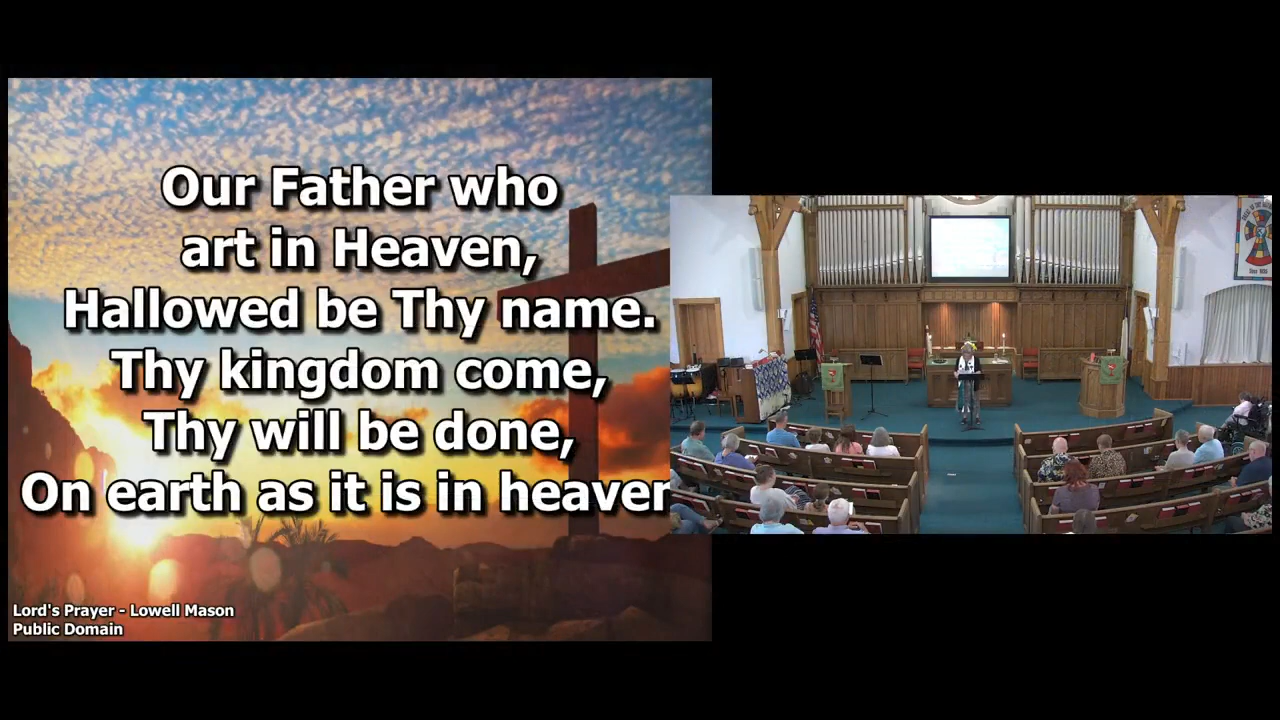 Our Father who
art in Heaven,
Hallowed be Thy name.
Thy kingdom come,
Thy will be done,
On earth as it is in heaven
Lord's Prayer - Lowell Mason
Public Domain